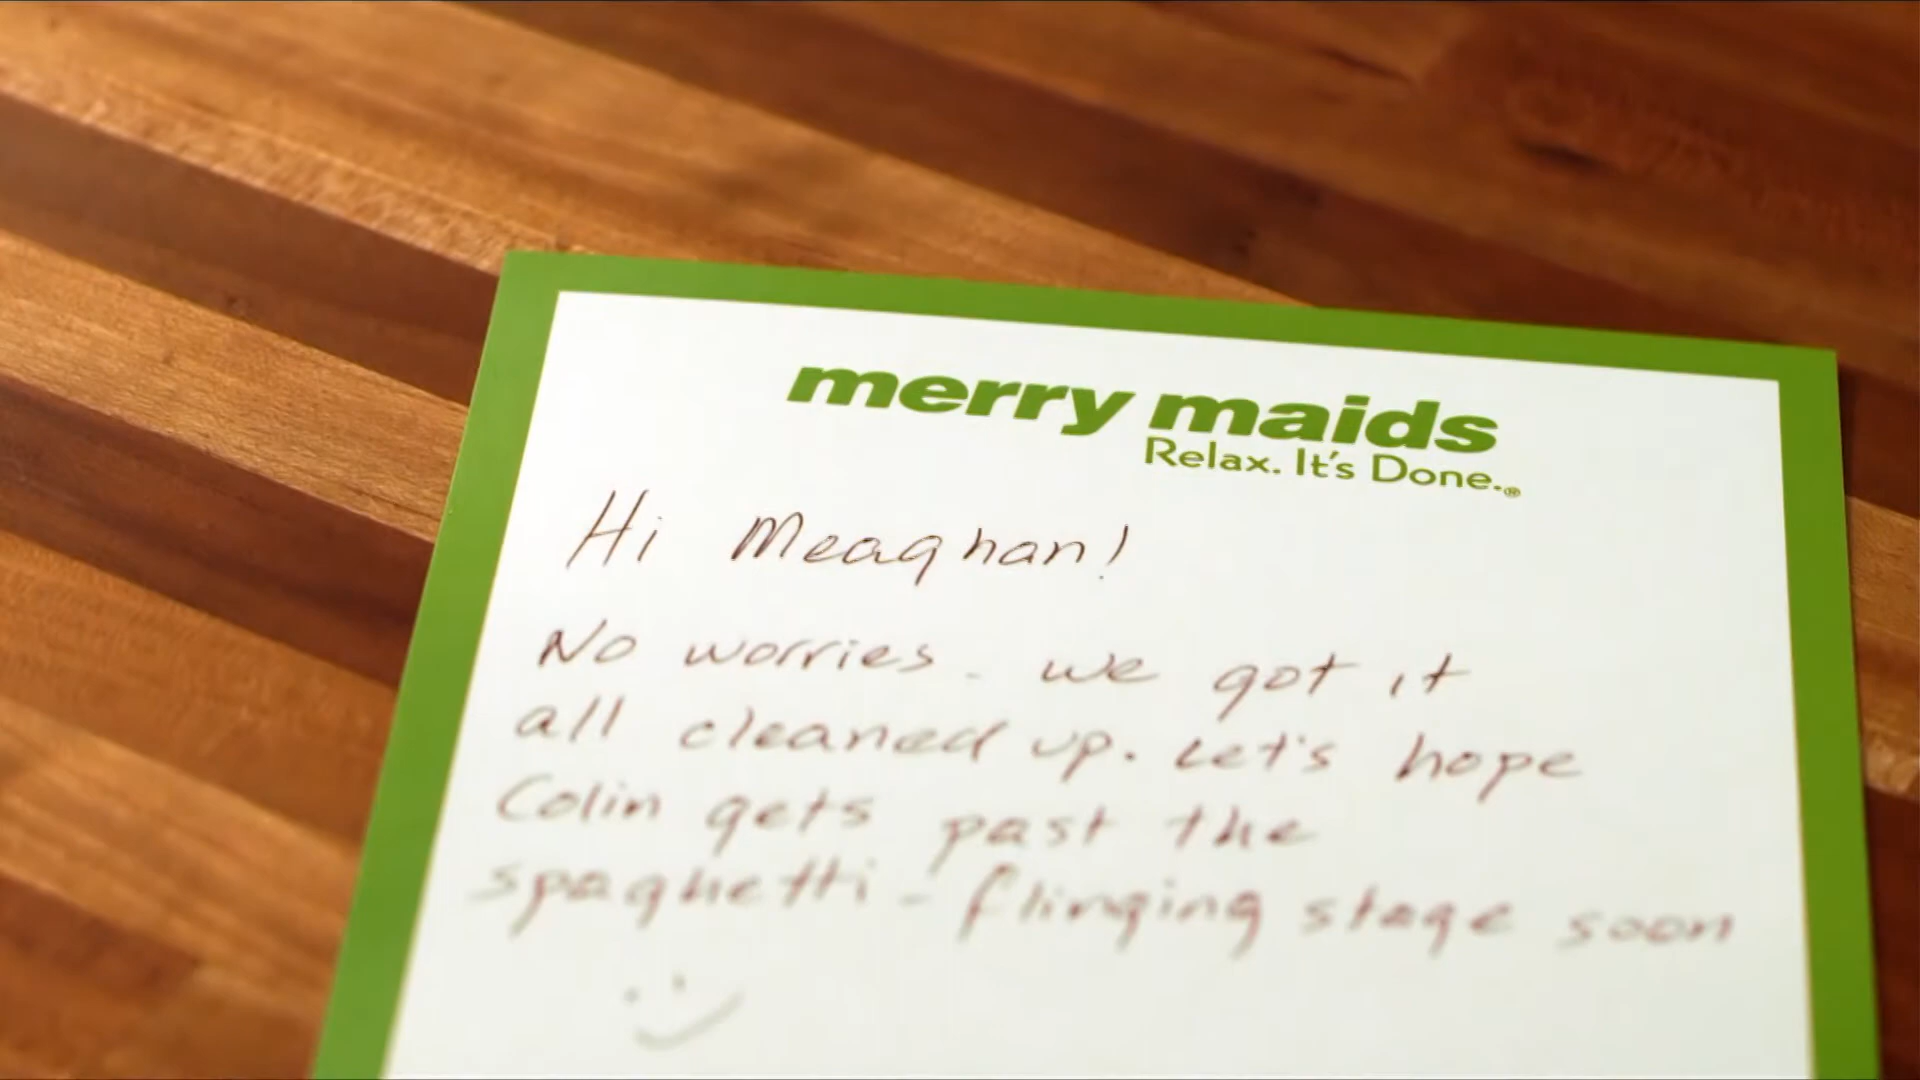 merry maids
Relax. It's Done.®
Hi Meaghan!
No worries - we got it
all cleaned up. Let's hope
Colin gets past the
spaghetti-flinging stage soon